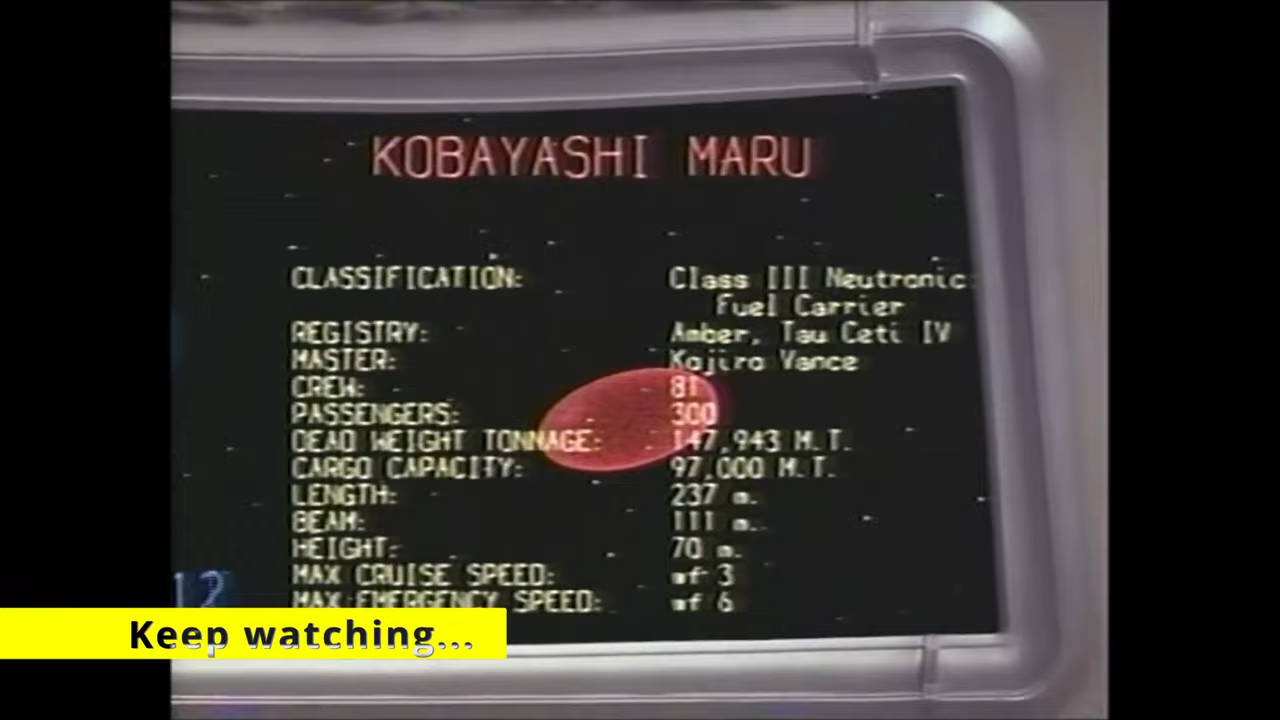 KOBAYASHI MARU
CLASSIFICATION: Class III Neutronic
Fuel Carrier
REGISTRY: Amber, Tau Ceti IV
MASTER: Kojiro Vance
CREW: 81
PASSENGERS: 300
DEAD WEIGHT TONNAGE: 147,943 M.T.
CARGO CAPACITY: 97,000 M.T.
LENGTH: 237 m.
BEAM: 111 m.
HEIGHT: 70 m.
MAX CRUISE SPEED: wf 3
MAX EMERGENCY SPEED: wf 6
12
Keep watching...